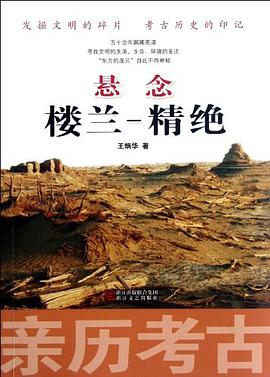 发掘文明的碎片 考古历史的印记
五十余年踽踽荒漠
寻找文明的失落、生命、环境的变迁
“东方的庞贝”自此不再神秘
悬念
楼兰-精绝
王炳华 著
浙江出版联合集团
浙江文艺出版社
亲历考古